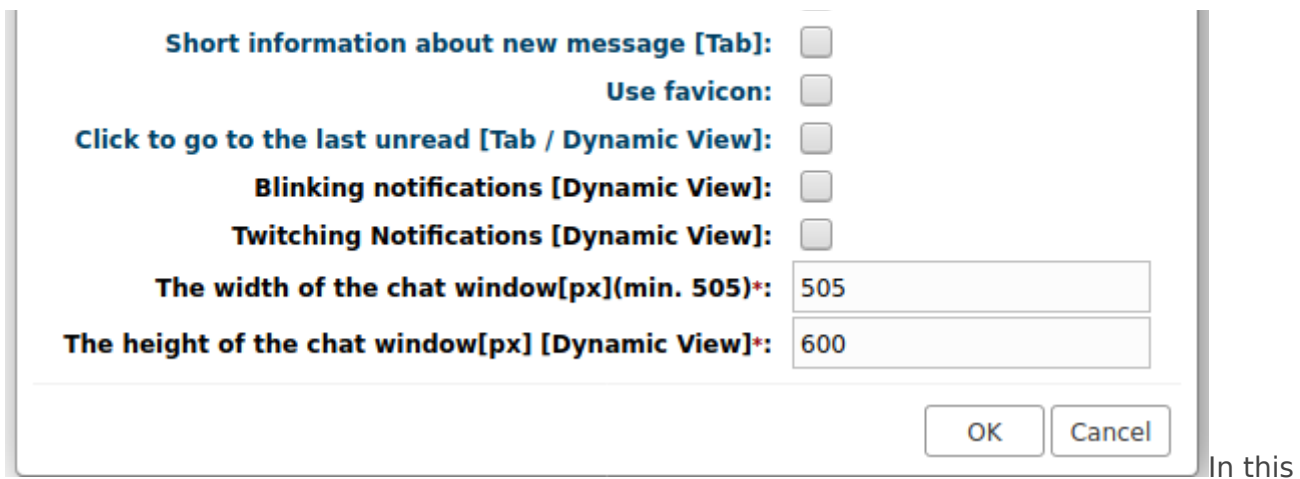 Short information about new message [Tab]:
Use favicon:
Click to go to the last unread [Tab / Dynamic View]:
Blinking notifications [Dynamic View]:
Twitching Notifications [Dynamic View]:
The width of the chat window[px](min. 505)*: 505
The height of the chat window[px] [Dynamic View]*: 600
OK Cancel
In this